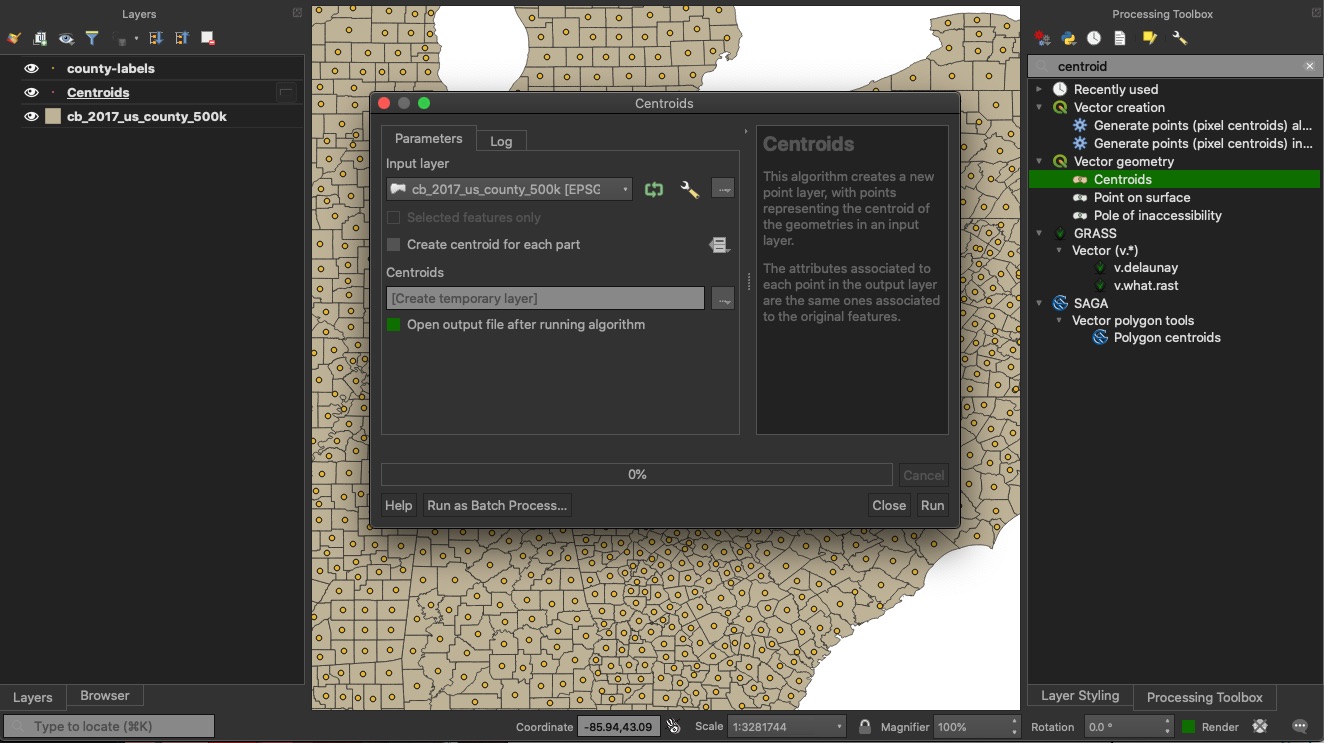 Layers
county-labels
Centroids
cb_2017_us_county_500k
Layers
Browser
Type to locate (⌘K)
Centroids
Parameters
Log
Input layer
cb_2017_us_county_500k [EPSG
Selected features only
Create centroid for each part
Centroids
[Create temporary layer]
Open output file after running algorithm
Centroids
This algorithm creates a new
point layer, with points
representing the centroid of
the geometries in an input
layer.
The attributes associated to
each point in the output layer
are the same ones associated
to the original features.
0%
Cancel
Help
Run as Batch Process...
Close
Run
Processing Toolbox
centroid
Recently used
Vector creation
Generate points (pixel centroids) al...
Generate points (pixel centroids) in...
Vector geometry
Centroids
Point on surface
Pole of inaccessibility
GRASS
Vector (v.*)
v.delaunay
v.what.rast
SAGA
Vector polygon tools
Polygon centroids
Layer Styling
Processing Toolbox
Coordinate -85.94,43.09 Scale 1:3281744 Magnifier 100% Rotation 0.0 ° Render